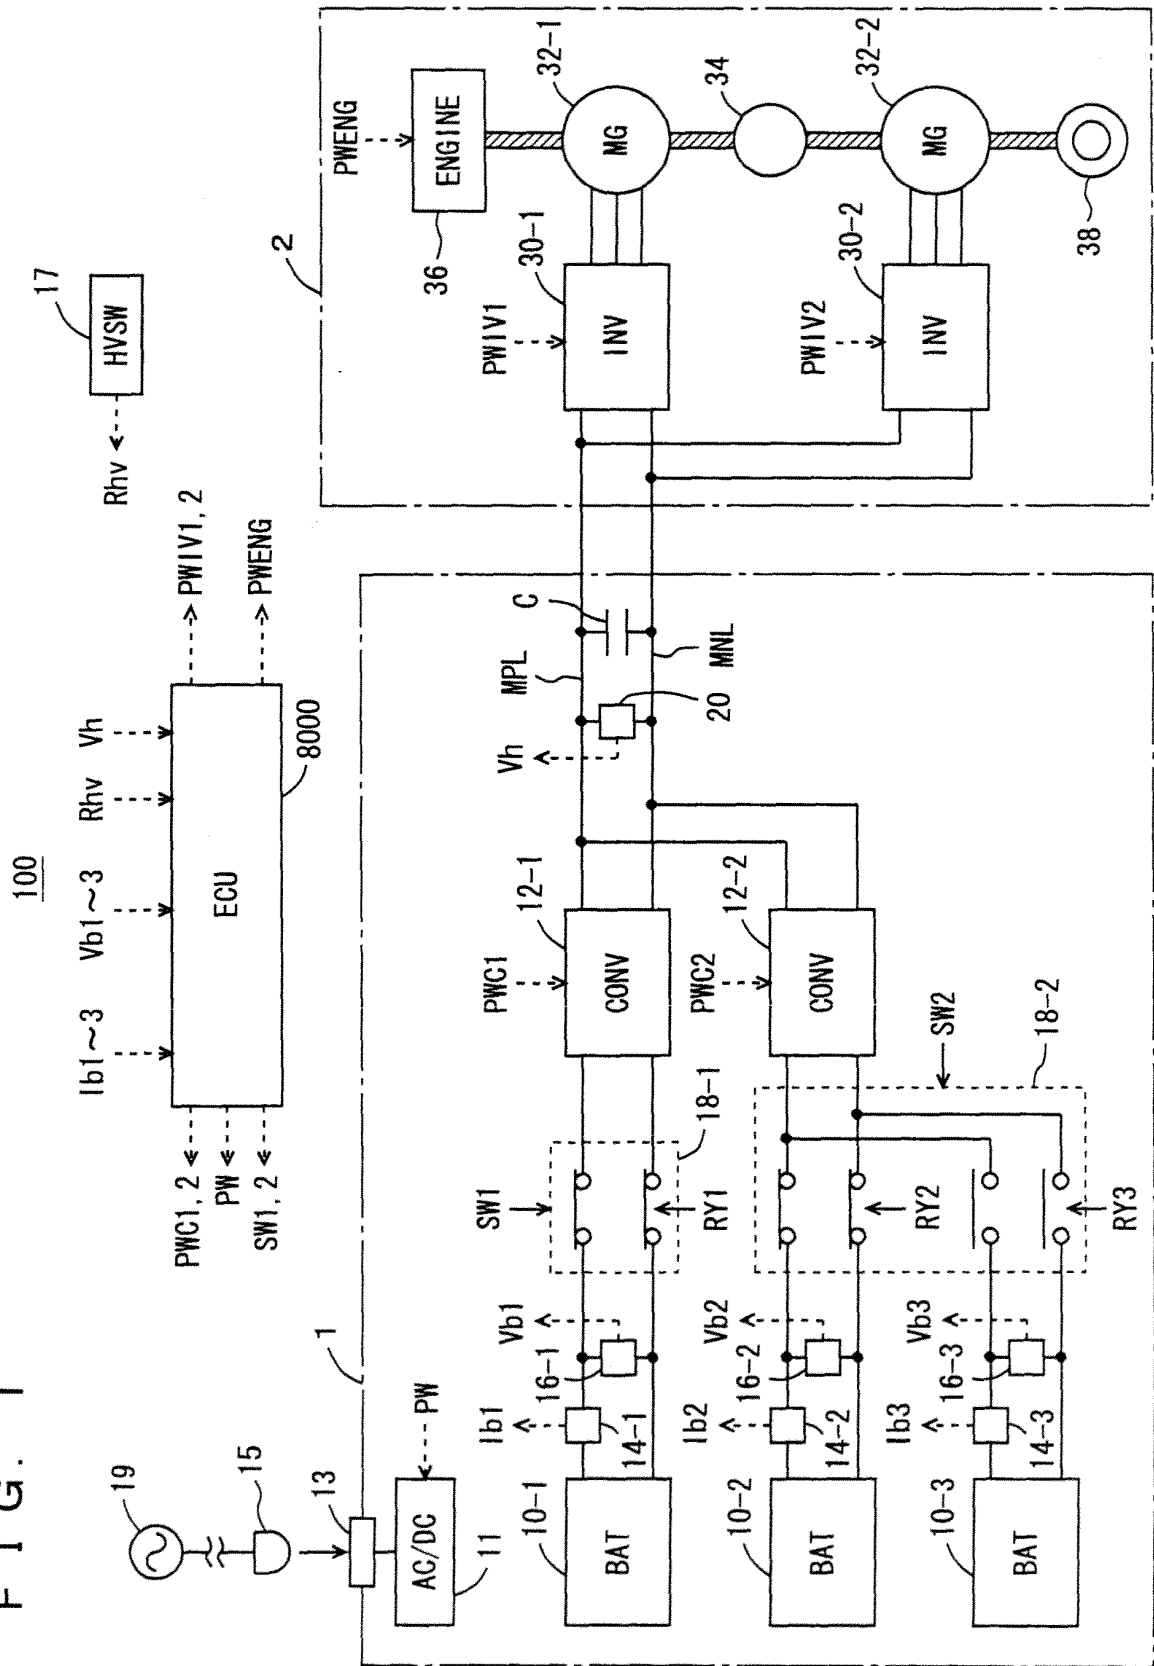 FIG. 1
100
Ib1~3
Vb1~3
Rhv
Vh
PWC1, 2
PW
SW1, 2
ECU
8000
PWIV1, 2
PWENG
Rhv
HVSW
17
19
15
13
AC/DC
11
PW
1
2
BAT
10-1
Ib1
14-1
Vb1
16-1
SW1
RY1
18-1
PWC1
CONV
12-1
BAT
10-2
Ib2
14-2
Vb2
16-2
RY2
SW2
18-2
PWC2
CONV
12-2
BAT
10-3
Ib3
14-3
Vb3
16-3
RY3
Vh
20
MPL
MNL
C
PWENG
ENGINE
36
PWIV1
INV
30-1
MG
32-1
34
PWIV2
INV
30-2
MG
32-2
38